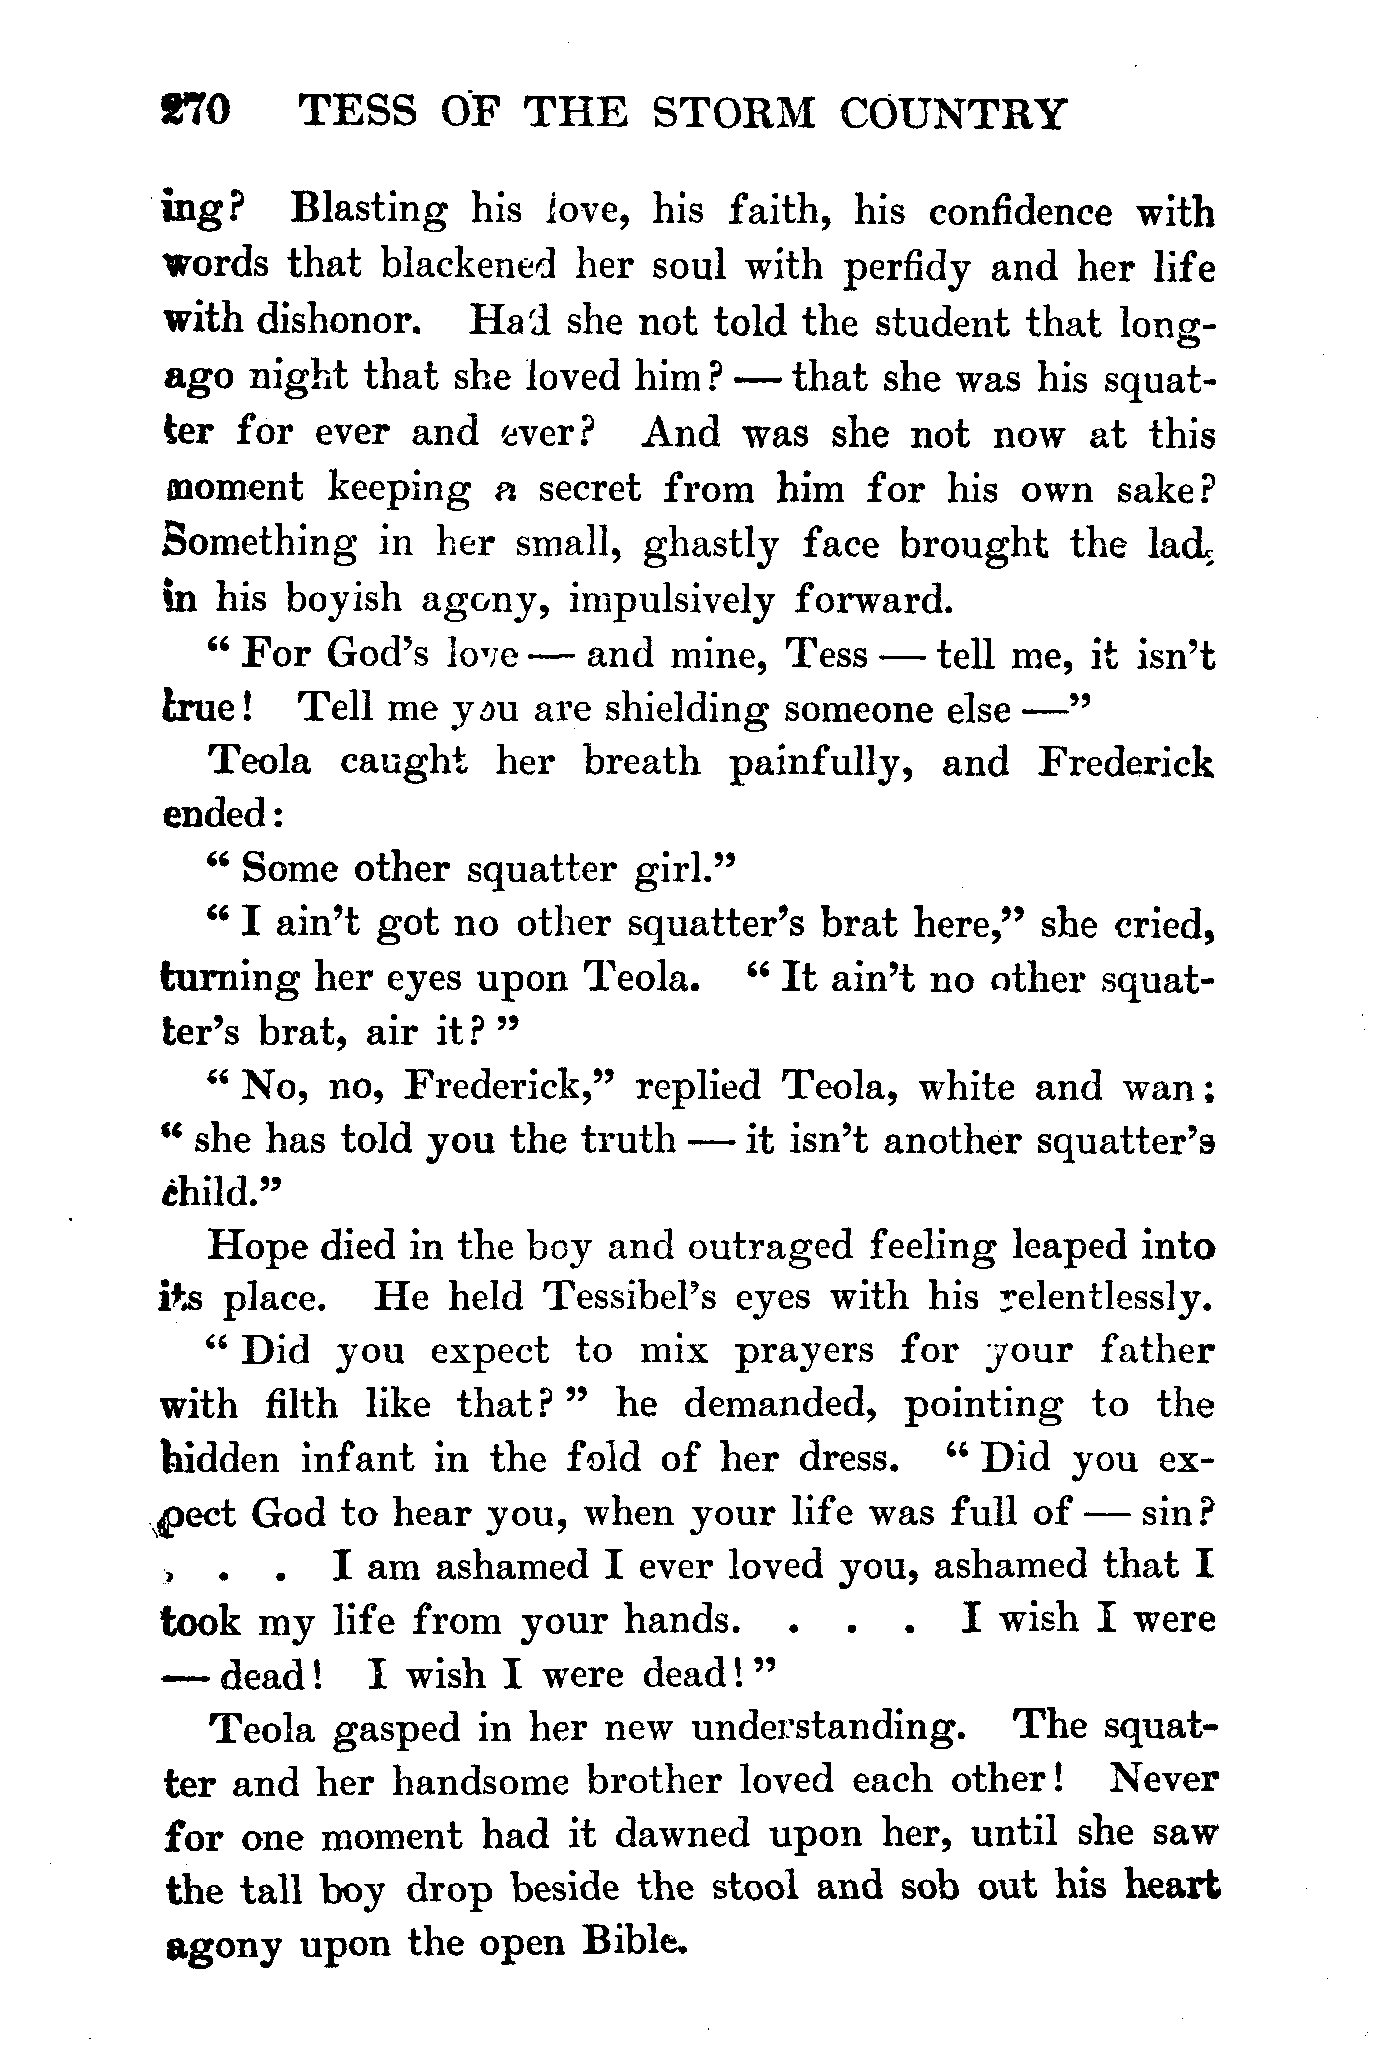 270 TESS OF THE STORM COUNTRY
ing? Blasting his love, his faith, his confidence with
words that blackened her soul with perfidy and her life
with dishonor. Had she not told the student that long-
ago night that she loved him? — that she was his squat-
ter for ever and ever? And was she not now at this
moment keeping a secret from him for his own sake?
Something in her small, ghastly face brought the lad,
in his boyish agony, impulsively forward.
“ For God’s love — and mine, Tess — tell me, it isn’t
true! Tell me you are shielding someone else —”
Teola caught her breath painfully, and Frederick
ended:
“ Some other squatter girl.”
“ I ain’t got no other squatter’s brat here,” she cried,
turning her eyes upon Teola. “ It ain’t no other squat-
ter’s brat, air it? ”
“ No, no, Frederick,” replied Teola, white and wan;
“ she has told you the truth — it isn’t another squatter’s
child.”
Hope died in the boy and outraged feeling leaped into
its place. He held Tessibel’s eyes with his relentlessly.
“ Did you expect to mix prayers for your father
with filth like that? ” he demanded, pointing to the
hidden infant in the fold of her dress. “ Did you ex-
pect God to hear you, when your life was full of — sin?
. . . I am ashamed I ever loved you, ashamed that I
took my life from your hands. . . . I wish I were
— dead! I wish I were dead! ”
Teola gasped in her new understanding. The squat-
ter and her handsome brother loved each other! Never
for one moment had it dawned upon her, until she saw
the tall boy drop beside the stool and sob out his heart
agony upon the open Bible.